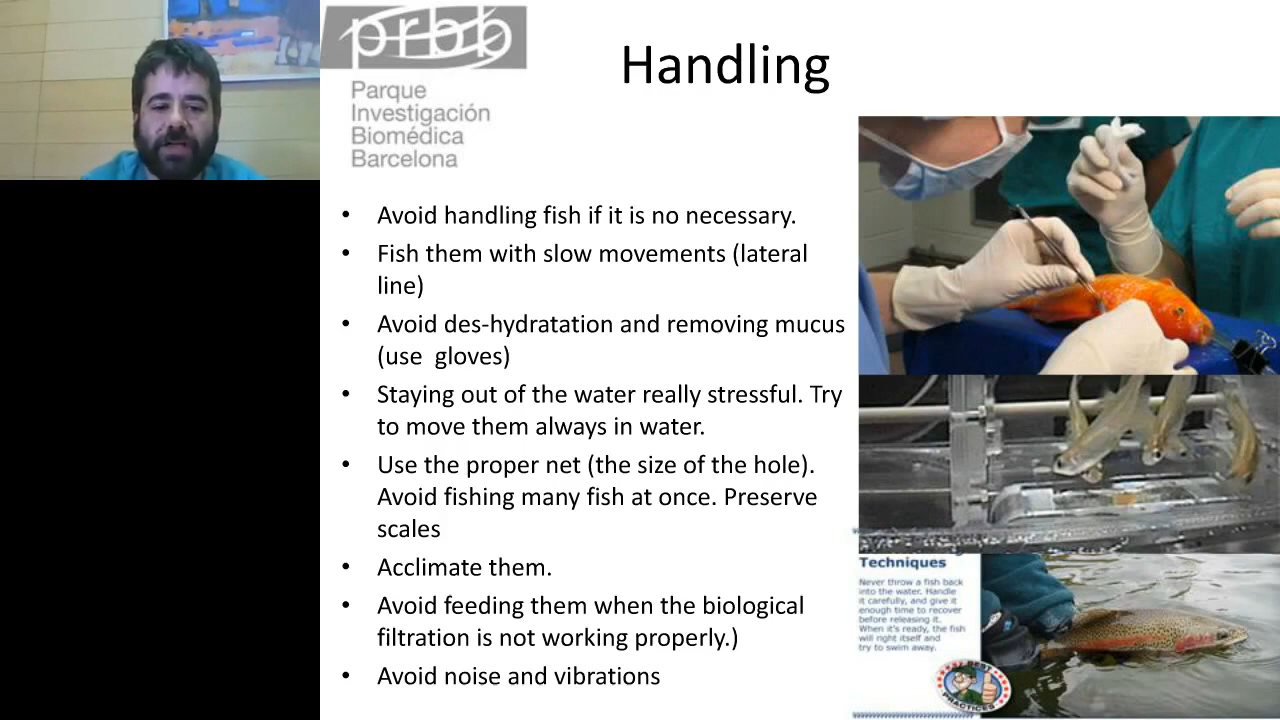 prbb
Parque
Investigación
Biomédica
Barcelona
Handling
• Avoid handling fish if it is no necessary.
• Fish them with slow movements (lateral
line)
• Avoid des-hydratation and removing mucus
(use gloves)
• Staying out of the water really stressful. Try
to move them always in water.
• Use the proper net (the size of the hole).
Avoid fishing many fish at once. Preserve
scales
• Acclimate them.
• Avoid feeding them when the biological
filtration is not working properly.)
• Avoid noise and vibrations
Techniques
Never throw a fish back
into the water. Handle
it carefully, and give it
enough time to recover
before releasing it.
When it's ready, the fish
will right itself and
try to swim away.
BEST
PRACTICES